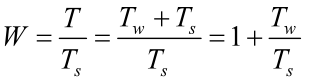 W = T/T_s = (T_w + T_s)/T_s = 1 + T_w/T_s